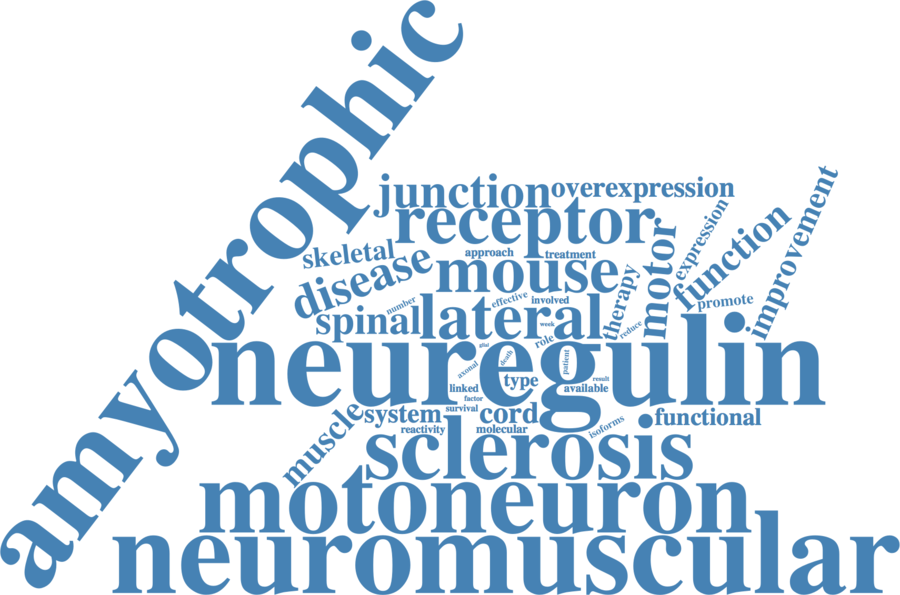 amyotrophic
junction
overexpression
receptor
skeletal
approach
treatment
motor
expression
function
improvement
disease
mouse
therapy
number
effective
involved
promote
spinal
lateral
week
role
reduce
neuregulin
glial
death
axonal
patient
linked
type
result
available
factor
survival
muscle
system
cord
isoforms
functional
reactivity
molecular
sclerosis
motoneuron
neuromuscular